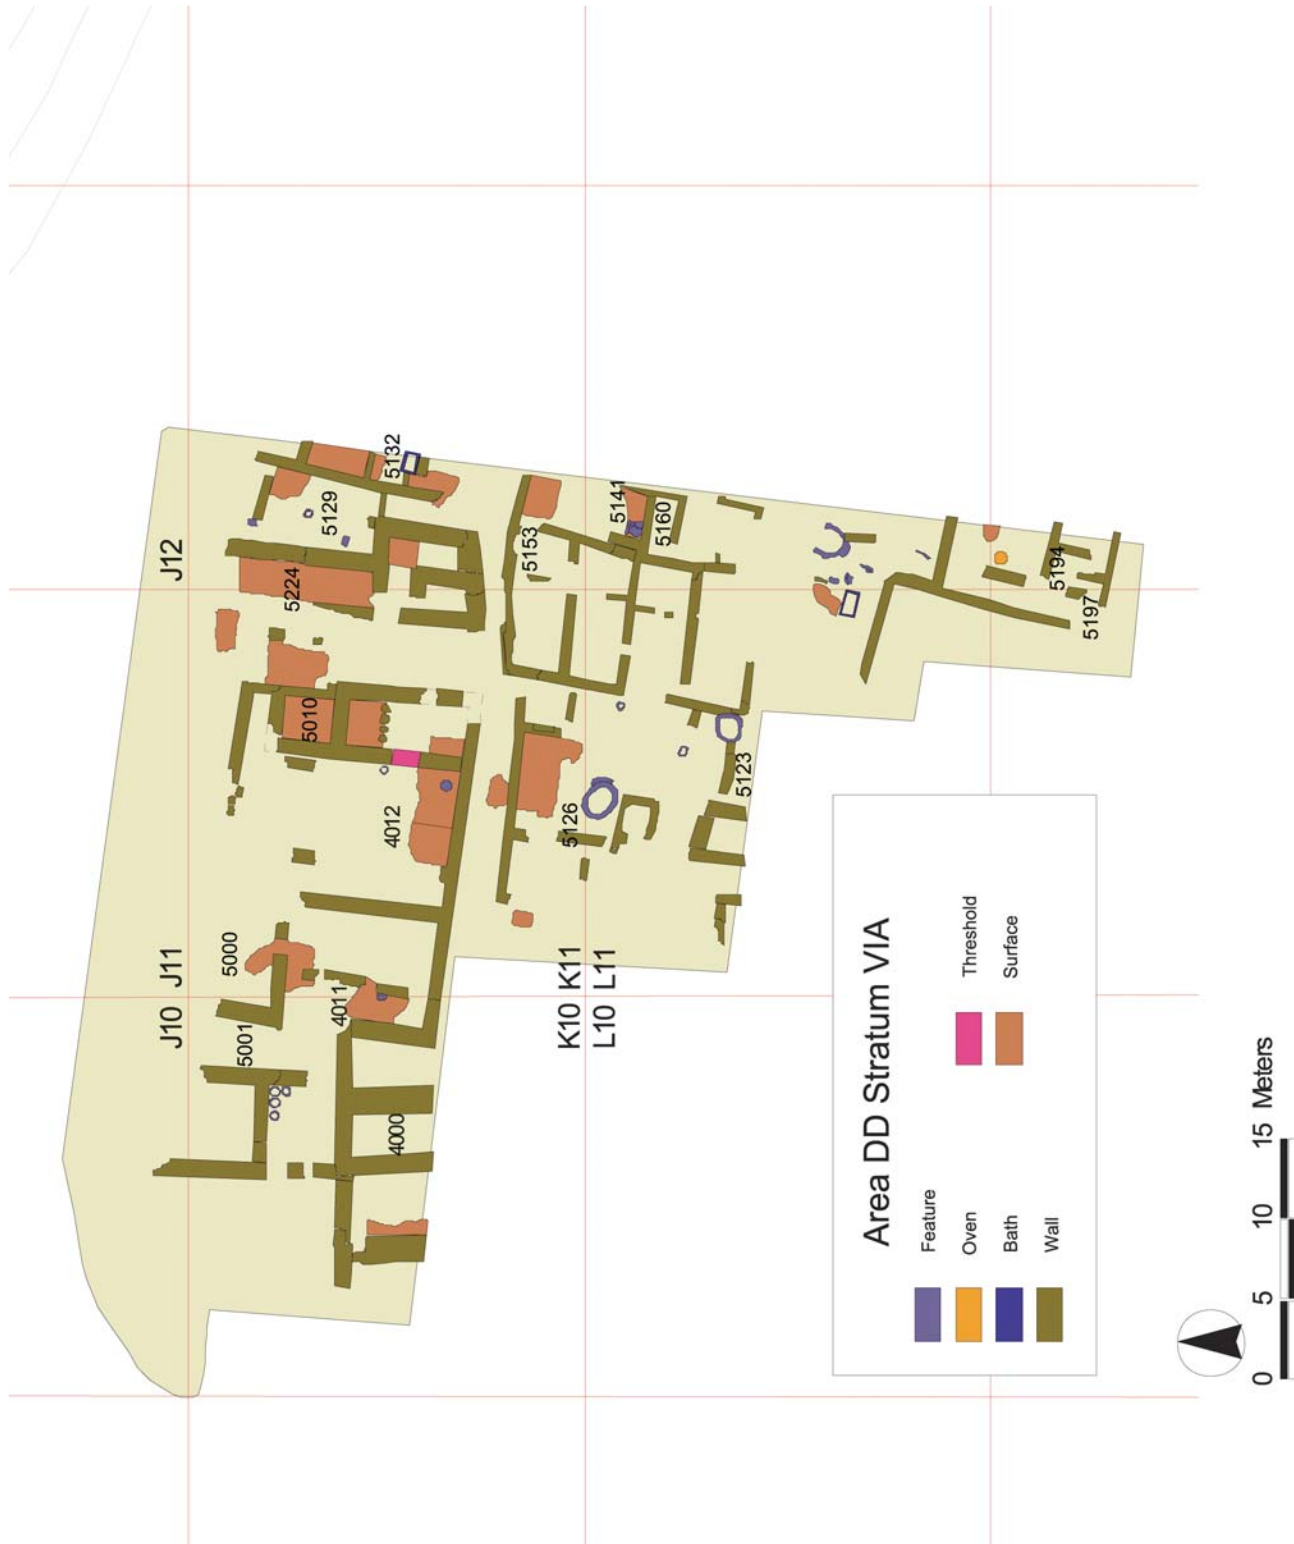 J12
5132
5129
5224
5141
5160
5153
5194
5197
5010
4012
5126
5123
5000
J10 J11
4011
5001
4000
K10 K11
L10 L11
Area DD Stratum VIA
Feature
Oven
Bath
Wall
Threshold
Surface
0 5 10 15 Meters